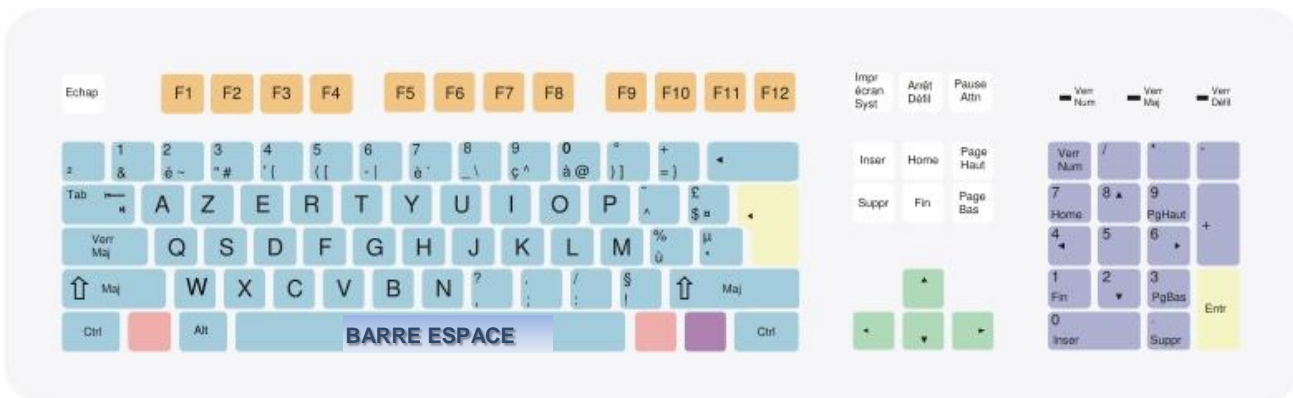 Echap F1 F2 F3 F4 F5 F6 F7 F8 F9 F10 F11 F12
Impr écran Syst
Arrêt Défil
Pause Attn
Verr Num
Verr Maj
Verr Défil
1 2 3 4 5 6 7 8 9 0 ° +
² & é ~ " # ' { ( [ - | è ` _ \ ç ^ à @ ) ] = }
Inser Home Page Haut
Verr Num / * -
Tab A Z E R T Y U I O P ¨ ^ £ $ ¤
Suppr Fin Page Bas
7 Home 8 9 PgHaut +
Verr Maj Q S D F G H J K L M % ù µ *
4 5 6
Maj W X C V B N ? , . ; / : § ! Maj
1 Fin 2 3 PgBas Entr
Ctrl Alt BARRE ESPACE Ctrl
0 Inser . Suppr